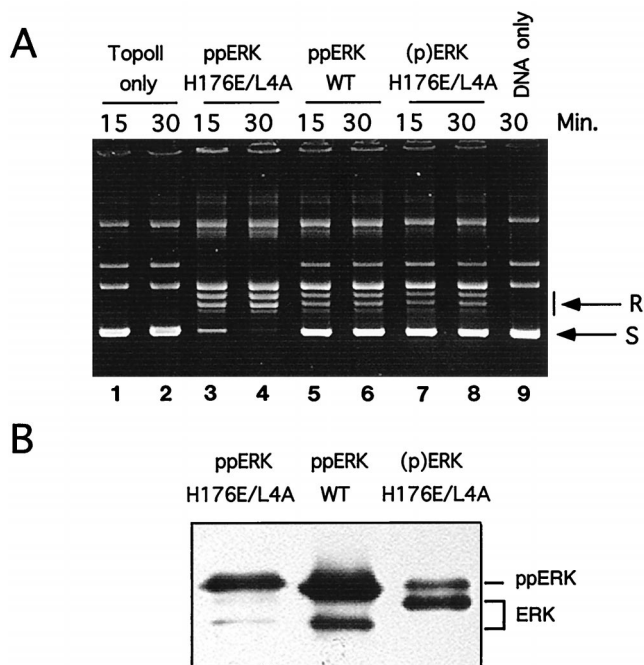 A
TopoII only
ppERK H176E/L4A
ppERK WT
(p)ERK H176E/L4A
DNA only
15 30 15 30 15 30 15 30 30 Min.
R
S
1 2 3 4 5 6 7 8 9
B
ppERK H176E/L4A
ppERK WT
(p)ERK H176E/L4A
ppERK
ERK